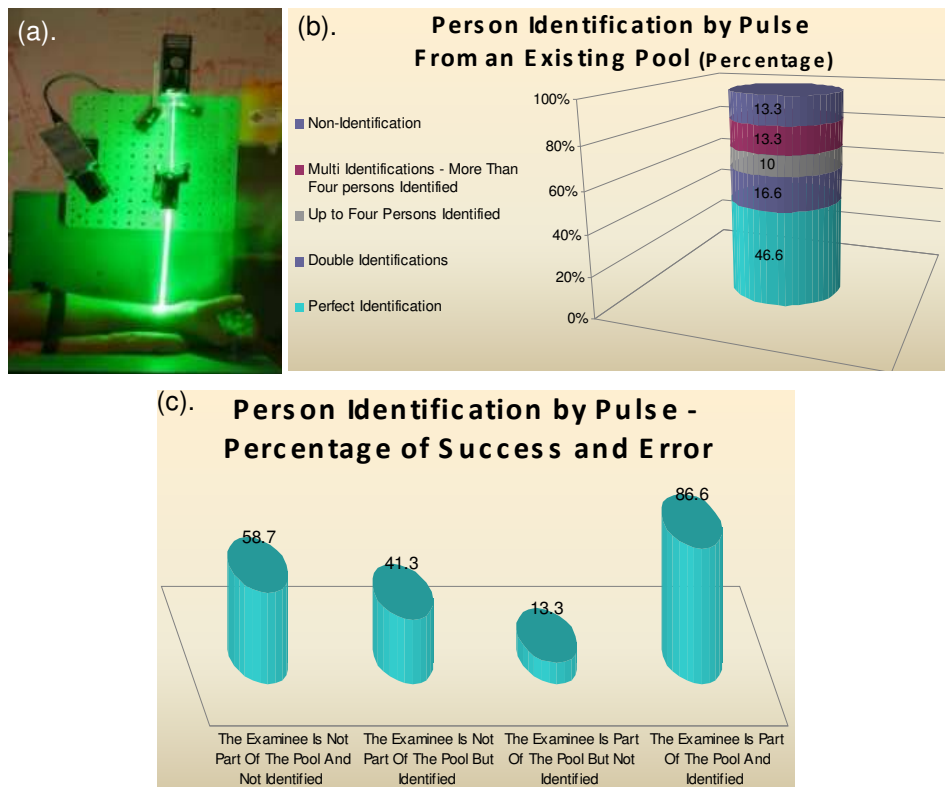 (a).
(b).
Person Identification by Pulse
From an Existing Pool (Percentage)
Non-Identification
Multi Identifications - More Than
Four persons Identified
Up to Four Persons Identified
Double Identifications
Perfect Identification
100%
80%
60%
40%
20%
0%
13.3
13.3
10
16.6
46.6
(c).
Person Identification by Pulse -
Percentage of Success and Error
58.7
41.3
13.3
86.6
The Examinee Is Not
Part Of The Pool And
Not Identified
The Examinee Is Not
Part Of The Pool But
Identified
The Examinee Is Part
Of The Pool But Not
Identified
The Examinee Is Part
Of The Pool And
Identified